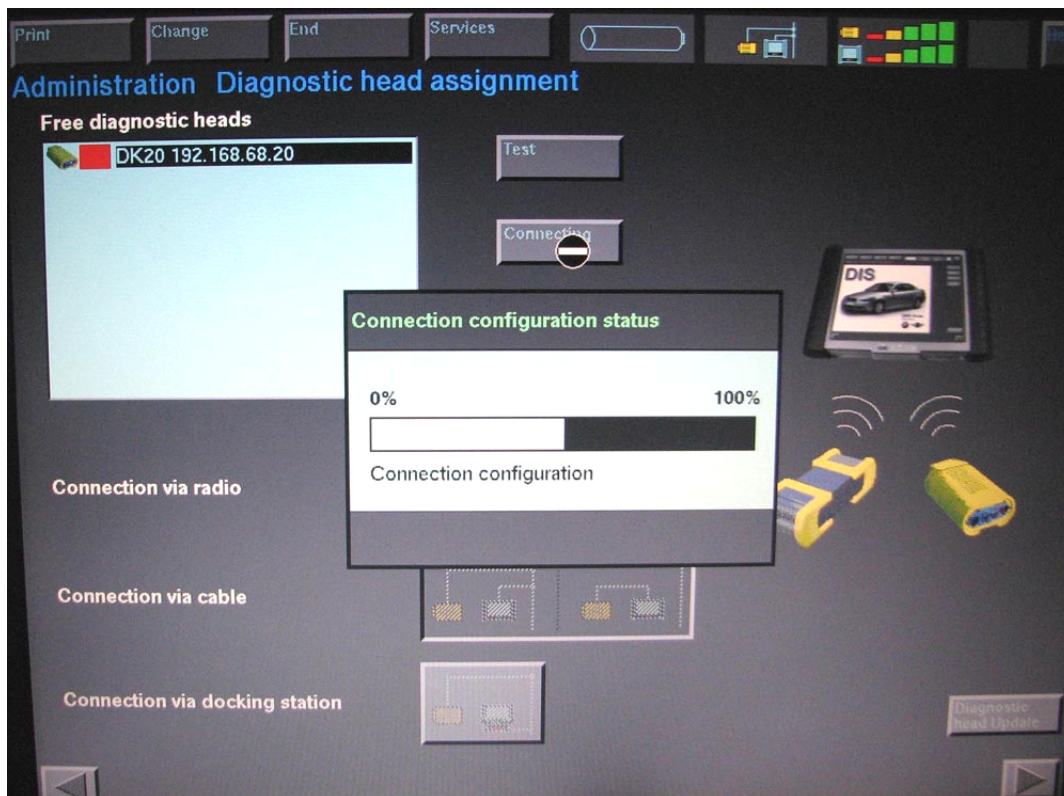 Print
Change
End
Services
He
Administration Diagnostic head assignment
Free diagnostic heads
DK20 192.168.68.20
Test
Connecting
DIS
Connection configuration status
0% 100%
Connection configuration
Connection via radio
Connection via cable
Connection via docking station
Diagnostic
head Update